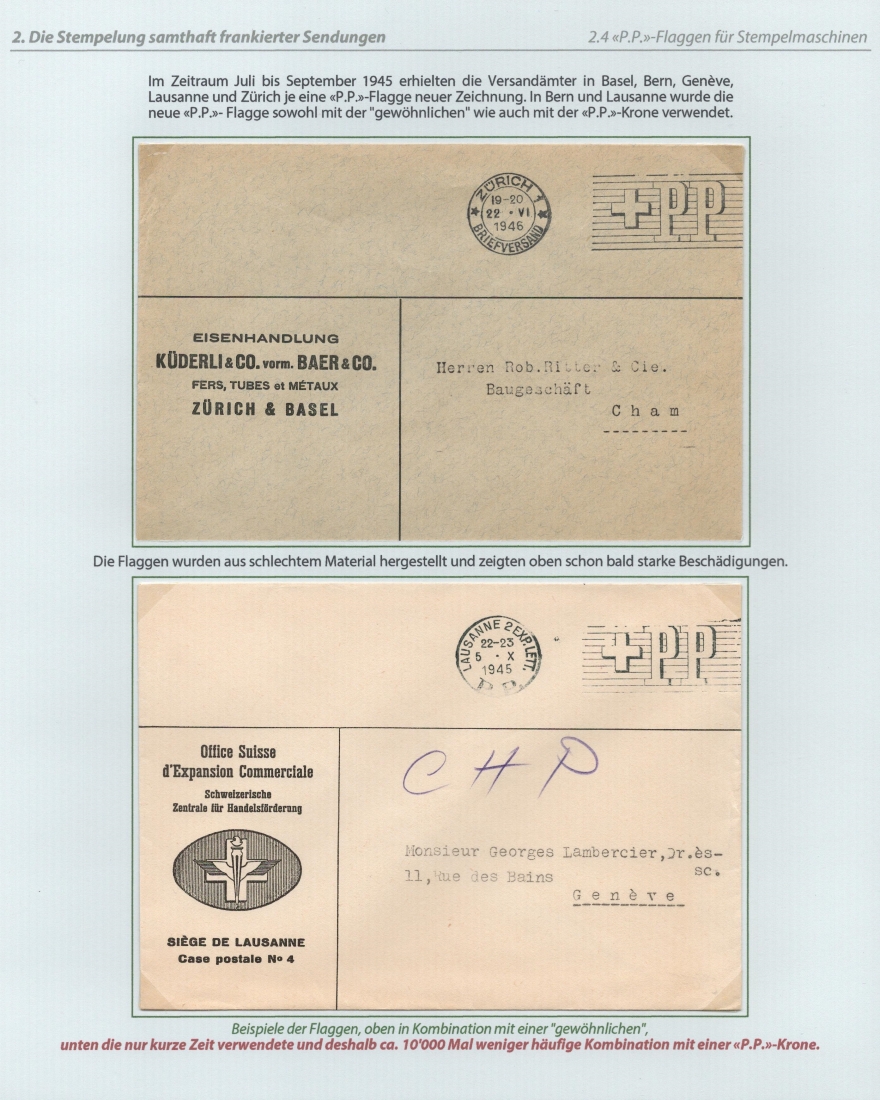 2. Die Stempelung samthaft frankierter Sendungen
2.4 «P.P.»-Flaggen für Stempelmaschinen
Im Zeitraum Juli bis September 1945 erhielten die Versandämter in Basel, Bern, Genève,
Lausanne und Zürich je eine «P.P.»-Flagge neuer Zeichnung. In Bern und Lausanne wurde die
neue «P.P.»- Flagge sowohl mit der "gewöhnlichen" wie auch mit der «P.P.»-Krone verwendet.
ZÜRICH 1
19-20
22 · VI
1946
BRIEFVERSAND
PP
EISENHANDLUNG
KÜDERLI & CO. vorm. BAER & CO.
FERS, TUBES et MÉTAUX
ZÜRICH & BASEL
Herren Rob.Ritter & Cie.
Baugeschäft
Cham
Die Flaggen wurden aus schlechtem Material hergestellt und zeigten oben schon bald starke Beschädigungen.
LAUSANNE 2 EXP. LETT.
22-23
5 · X
1945
P.P.
PP
Office Suisse
d'Expansion Commerciale
Schweizerische
Zentrale für Handelsförderung
SIÈGE DE LAUSANNE
Case postale No 4
CHP
Monsieur Georges Lambercier,Dr.ès-
sc.
11,Rue des Bains
Genève
Beispiele der Flaggen, oben in Kombination mit einer "gewöhnlichen",
unten die nur kurze Zeit verwendete und deshalb ca. 10'000 Mal weniger häufige Kombination mit einer «P.P.»-Krone.